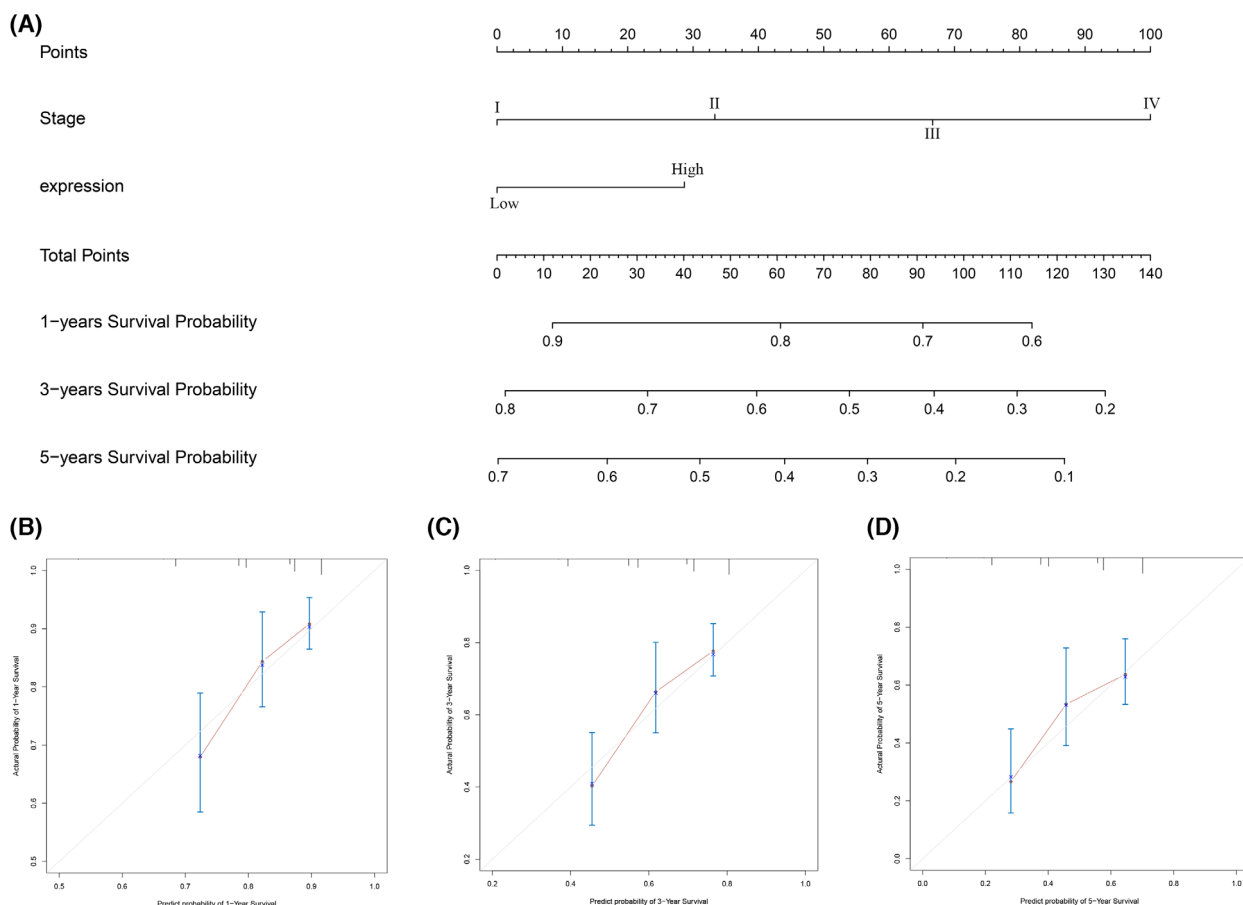 (A)
0 10 20 30 40 50 60 70 80 90 100
Points
I II III IV
Stage
High
expression
Low
Total Points
0 10 20 30 40 50 60 70 80 90 100 110 120 130 140
1-years Survival Probability
0.9 0.8 0.7 0.6
3-years Survival Probability
0.8 0.7 0.6 0.5 0.4 0.3 0.2
5-years Survival Probability
0.7 0.6 0.5 0.4 0.3 0.2 0.1
(B)
Actural Probability of 1-Year Survival
1.0
0.9
0.8
0.7
0.6
0.5
0.5 0.6 0.7 0.8 0.9 1.0
Predict probability of 1-Year Survival
(C)
Actural Probability of 3-Year Survival
1.0
0.8
0.6
0.4
0.2
0.2 0.4 0.6 0.8 1.0
Predict probability of 3-Year Survival
(D)
Actural Probability of 5-Year Survival
1.0
0.8
0.6
0.4
0.2
0.0
0.0 0.2 0.4 0.6 0.8 1.0
Predict probability of 5-Year Survival